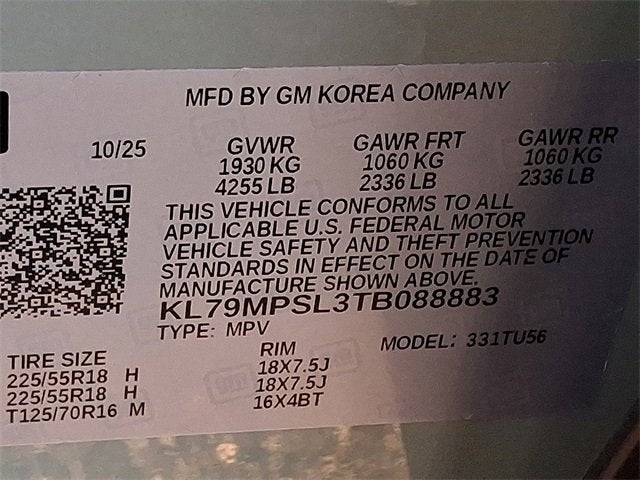 MFD BY GM KOREA COMPANY
10/25 GVWR GAWR FRT GAWR RR
1930 KG 1060 KG 1060 KG
4255 LB 2336 LB 2336 LB
THIS VEHICLE CONFORMS TO ALL
APPLICABLE U.S. FEDERAL MOTOR
VEHICLE SAFETY AND THEFT PREVENTION
STANDARDS IN EFFECT ON THE DATE OF
MANUFACTURE SHOWN ABOVE.
KL79MPSL3TB088883
TYPE: MPV MODEL: 331TU56
TIRE SIZE RIM
225/55R18 H 18X7.5J
225/55R18 H 18X7.5J
T125/70R16 M 16X4BT